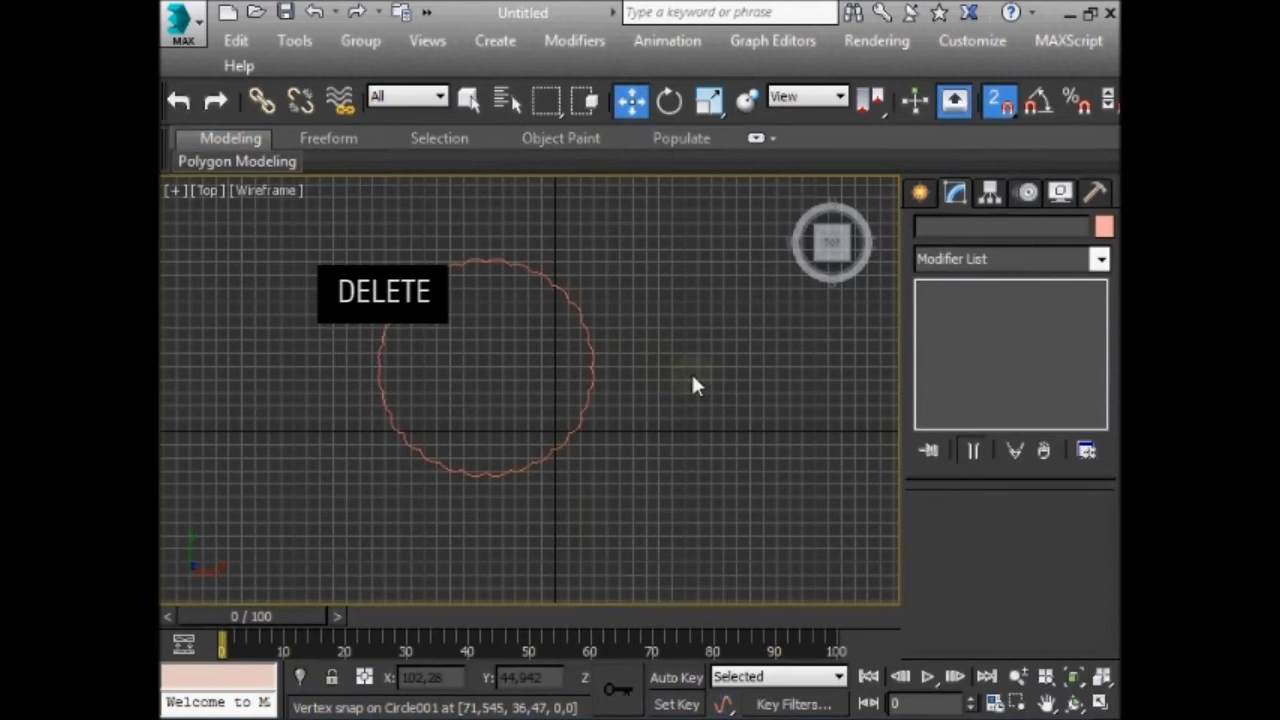 MAX
Untitled
Type a keyword or phrase
Edit Tools Group Views Create Modifiers Animation Graph Editors Rendering Customize MAXScript
Help
All
View
2
%
Modeling Freeform Selection Object Paint Populate
Polygon Modeling
[+] [Top] [Wireframe]
TOP
DELETE
Modifier List
< 0 / 100 >
0 10 20 30 40 50 60 70 80 90 100
X: 102,28 Y: 44,942 Z
Auto Key Selected
Welcome to M
Vertex snap on Circle001 at [71,545, 36,47, 0,0]
Set Key Key Filters... 0